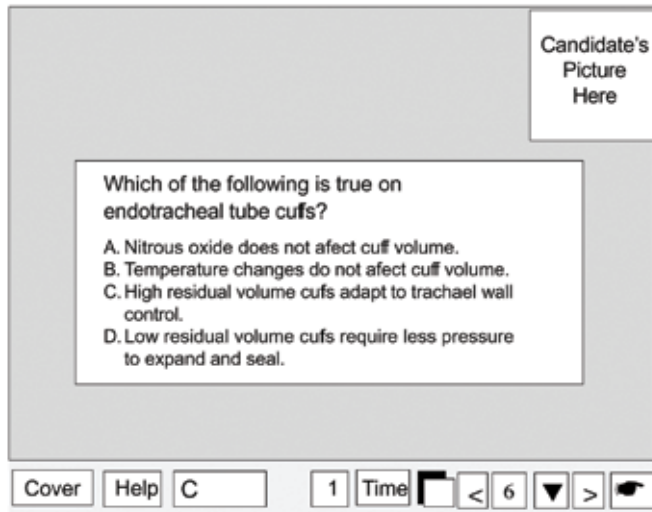 Candidate's
Picture
Here
Which of the following is true on
endotracheal tube cufs?
A. Nitrous oxide does not afect cuff volume.
B. Temperature changes do not afect cuff volume.
C. High residual volume cufs adapt to trachael wall
control.
D. Low residual volume cufs require less pressure
to expand and seal.
Cover Help C 1 Time < 6 ▼ >